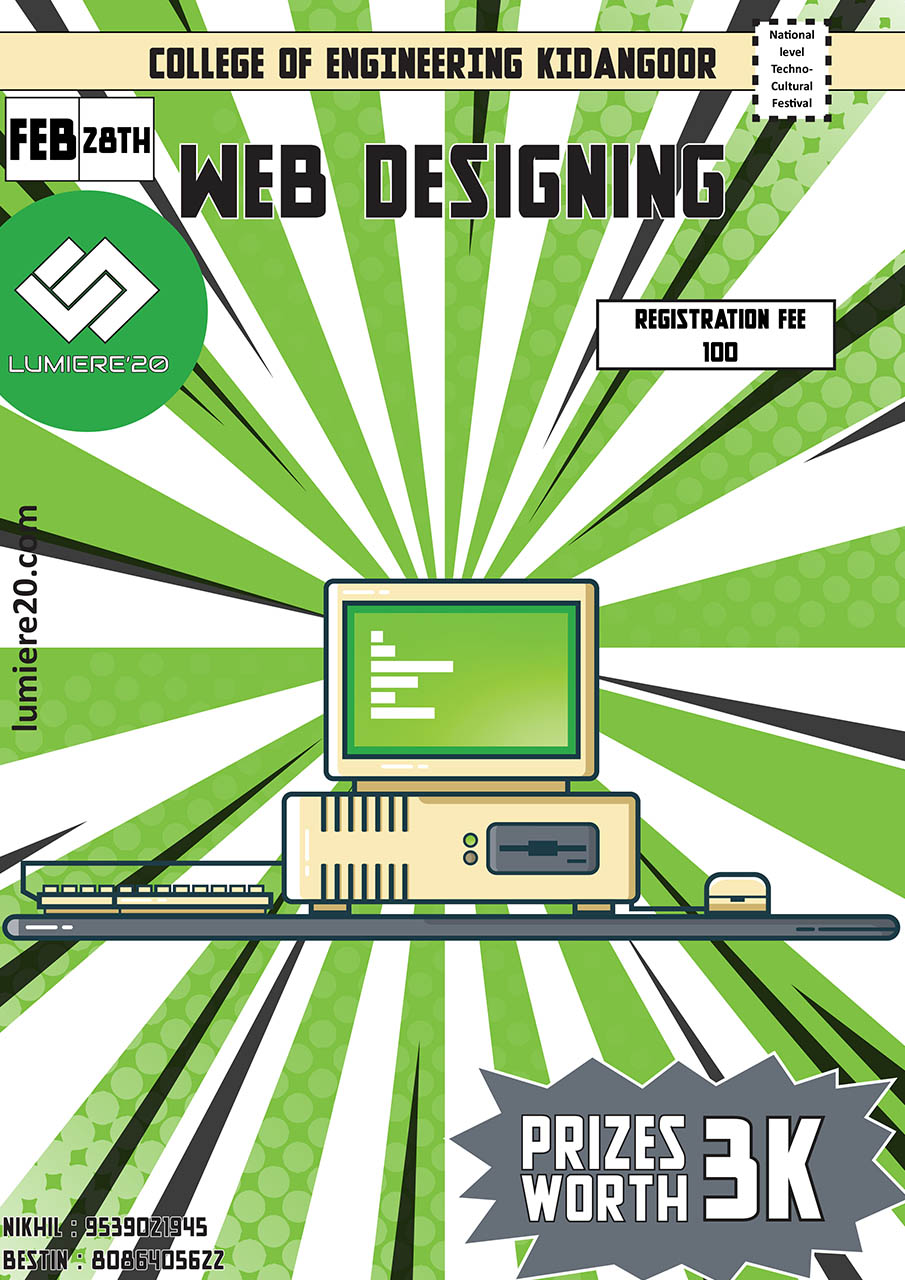 COLLEGE OF ENGINEERING KIDANGOOR
National
level
Techno-
Cultural
Festival
FEB 28TH
WEB DESIGNING
LUMIERE'20
REGISTRATION FEE
100
lumiere20.com
PRIZES
WORTH
3K
NIKHIL : 9539021945
BESTIN : 8086405622